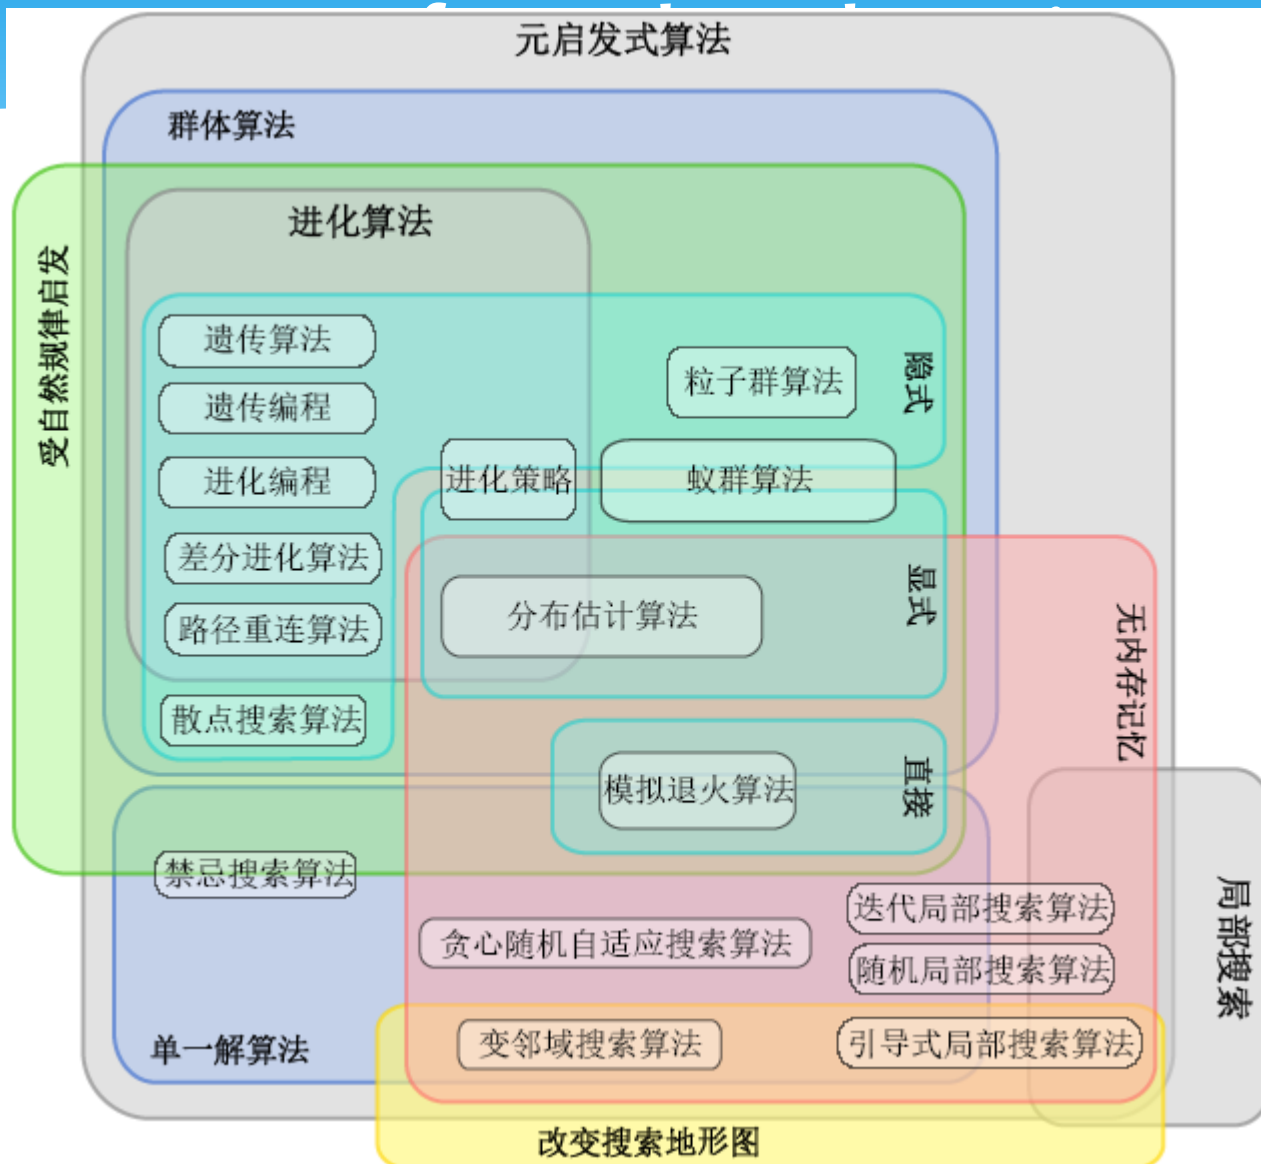 元启发式算法
群体算法
进化算法
受自然规律启发
遗传算法
遗传编程
进化编程
差分进化算法
路径重连算法
散点搜索算法
粒子群算法
隐式
进化策略
蚁群算法
分布估计算法
显式
无内存记忆
模拟退火算法
直接
禁忌搜索算法
贪心随机自适应搜索算法
迭代局部搜索算法
随机局部搜索算法
局部搜索
单一解算法
变邻域搜索算法
引导式局部搜索算法
改变搜索地形图